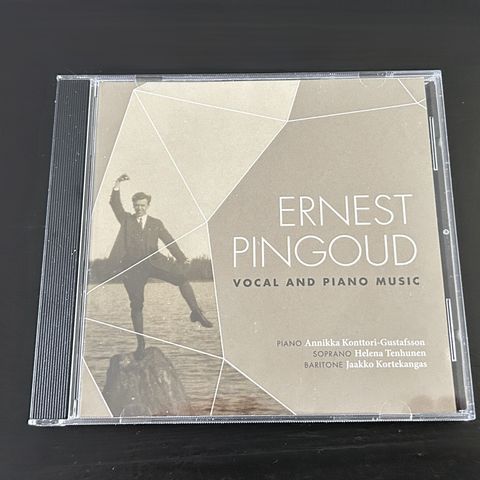 ERNEST
PINGOUD
VOCAL AND PIANO MUSIC
PIANO Annikka Konttori-Gustafsson
SOPRANO Helena Tenhunen
BARITONE Jaakko Kortekangas